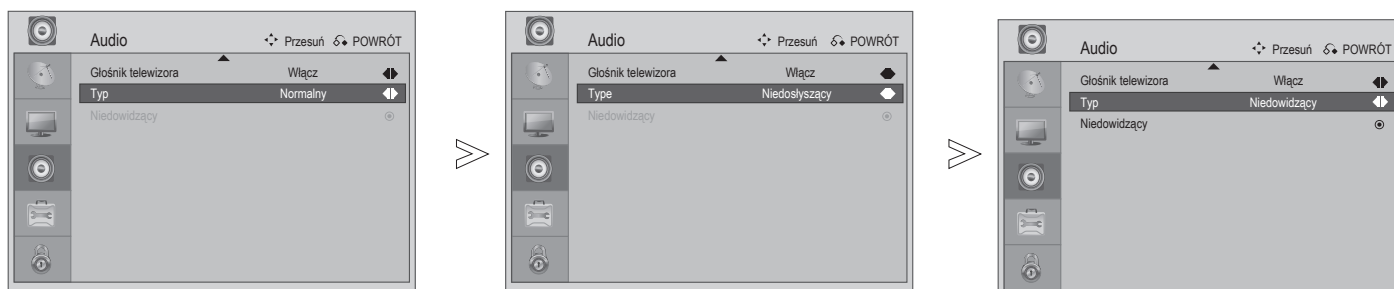 Audio Przesuń POWRÓT
Głośnik telewizora Włącz
Typ Normalny
Niedowidzący
Audio Przesuń POWRÓT
Głośnik telewizora Włącz
Type Niedosłyszący
Niedowidzący
Audio Przesuń POWRÓT
Głośnik telewizora Włącz
Typ Niedowidzący
Niedowidzący